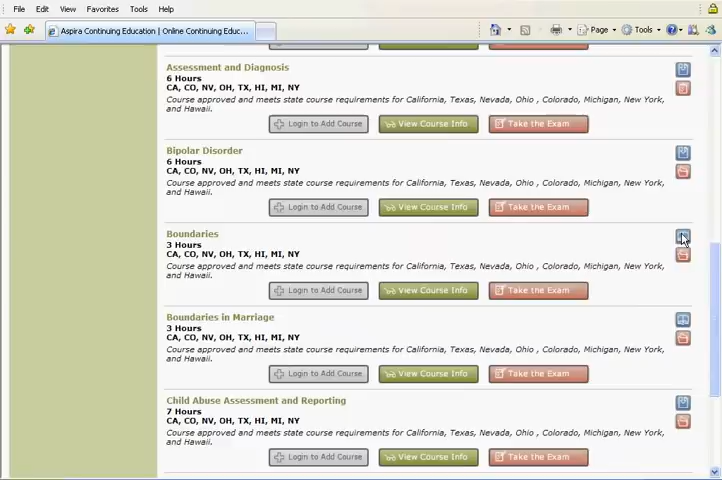 File Edit View Favorites Tools Help
Aspira Continuing Education | Online Continuing Educ...
Page Tools
Assessment and Diagnosis
6 Hours
CA, CO, NV, OH, TX, HI, MI, NY
Course approved and meets state course requirements for California, Texas, Nevada, Ohio , Colorado, Michigan, New York,
and Hawaii.
Login to Add Course View Course Info Take the Exam
Bipolar Disorder
6 Hours
CA, CO, NV, OH, TX, HI, MI, NY
Course approved and meets state course requirements for California, Texas, Nevada, Ohio , Colorado, Michigan, New York,
and Hawaii.
Login to Add Course View Course Info Take the Exam
Boundaries
3 Hours
CA, CO, NV, OH, TX, HI, MI, NY
Course approved and meets state course requirements for California, Texas, Nevada, Ohio , Colorado, Michigan, New York,
and Hawaii.
Login to Add Course View Course Info Take the Exam
Boundaries in Marriage
3 Hours
CA, CO, NV, OH, TX, HI, MI, NY
Course approved and meets state course requirements for California, Texas, Nevada, Ohio , Colorado, Michigan, New York,
and Hawaii.
Login to Add Course View Course Info Take the Exam
Child Abuse Assessment and Reporting
7 Hours
CA, CO, NV, OH, TX, HI, MI, NY
Course approved and meets state course requirements for California, Texas, Nevada, Ohio , Colorado, Michigan, New York,
and Hawaii.
Login to Add Course View Course Info Take the Exam